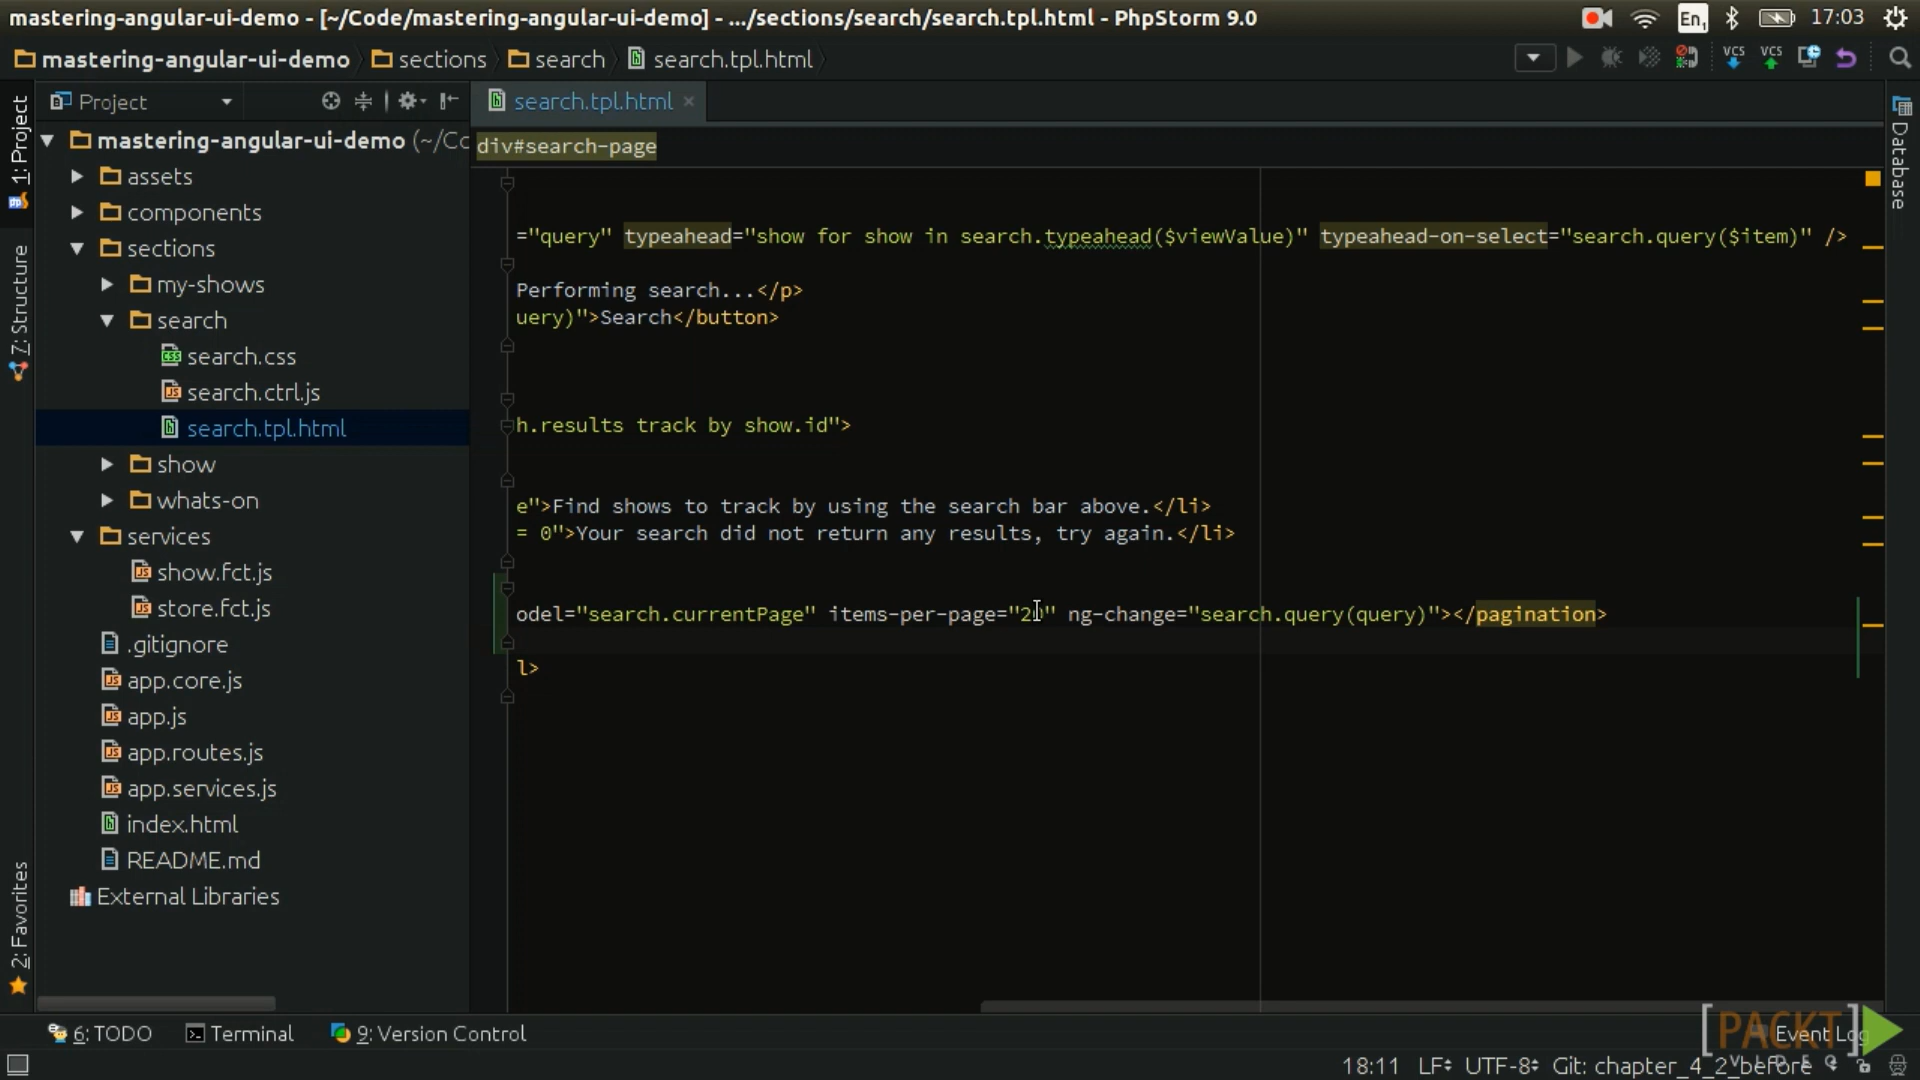 mastering-angular-ui-demo - [~/Code/mastering-angular-ui-demo] - .../sections/search/search.tpl.html - PhpStorm 9.0
En1 17:03
mastering-angular-ui-demo sections search search.tpl.html
VCS VCS
1: Project
7: Structure
2: Favorites
Project
mastering-angular-ui-demo (~/Co
assets
components
sections
my-shows
search
search.css
search.ctrl.js
search.tpl.html
show
whats-on
services
show.fct.js
store.fct.js
.gitignore
app.core.js
app.js
app.routes.js
app.services.js
index.html
README.md
External Libraries
search.tpl.html
div#search-page
="query" typeahead="show for show in search.typeahead($viewValue)" typeahead-on-select="search.query($item)" />
Performing search...</p>
uery)">Search</button>
h.results track by show.id">
e">Find shows to track by using the search bar above.</li>
= 0">Your search did not return any results, try again.</li>
odel="search.currentPage" items-per-page="20" ng-change="search.query(query)"></pagination>
l>
Database
6: TODO Terminal 9: Version Control Event Log
18:11 LF UTF-8 Git: chapter_4_2_before
[PACKT]
VIDEO